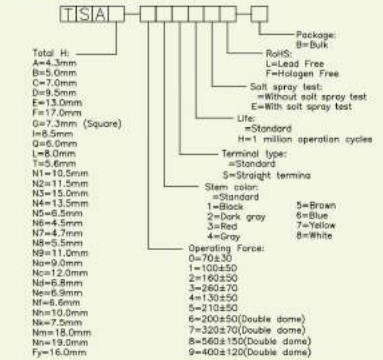 TSA
Package:
B=Bulk
RoHS:
L=Lead Free
F=Halogen Free
Salt spray test:
=Without salt spray test
E=With salt spray test
Life:
=Standard
H=1 million operation cycles
Terminal type:
=Standard
S=Straight termina
Stem color:
=Standard
1=Black
2=Dark gray
3=Red
4=Gray
5=Brown
6=Blue
7=Yellow
8=White
Operating Force:
0=70±30
1=100±50
2=160±50
3=260±70
4=130±50
5=210±50
6=200±50(Double dome)
7=320±70(Double dome)
8=560±150(Double dome)
9=400±120(Double dome)
Total H:
A=4.3mm
B=5.0mm
C=7.0mm
D=9.5mm
E=13.0mm
F=17.0mm
G=7.3mm (Square)
I=8.5mm
Q=6.0mm
L=8.0mm
T=5.6mm
N1=10.5mm
N2=11.5mm
N3=15.0mm
N4=13.5mm
N5=6.5mm
N6=4.5mm
N7=4.7mm
N8=5.5mm
N9=11.0mm
Na=9.0mm
Nc=12.0mm
Nd=6.8mm
Ne=6.9mm
Nf=6.6mm
Nh=10.0mm
Nk=7.5mm
Nm=18.0mm
Nn=19.0mm
Fy=16.0mm